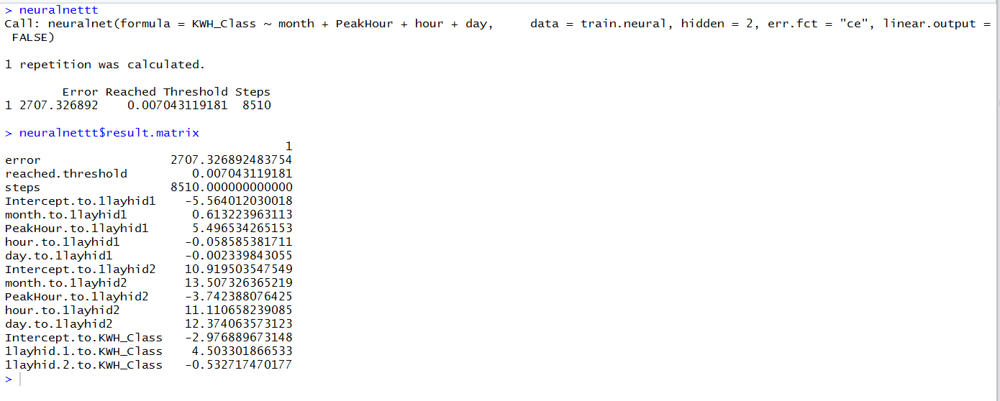 > neuralnettt
Call: neuralnet(formula = KWH_Class ~ month + PeakHour + hour + day,     data = train.neural, hidden = 2, err.fct = "ce", linear.output =
 FALSE)
1 repetition was calculated.
        Error Reached Threshold Steps
1 2707.326892    0.007043119181  8510
> neuralnettt$result.matrix
                                      1
error                 2707.326892483754
reached.threshold        0.007043119181
steps                 8510.000000000000
Intercept.to.1layhid1   -5.564012030018
month.to.1layhid1        0.613223963113
PeakHour.to.1layhid1     5.496534265153
hour.to.1layhid1        -0.058585381711
day.to.1layhid1         -0.002339843055
Intercept.to.1layhid2   10.919503547549
month.to.1layhid2       13.507326365219
PeakHour.to.1layhid2    -3.742388076425
hour.to.1layhid2        11.110658239085
day.to.1layhid2         12.374063573123
Intercept.to.KWH_Class  -2.976889673148
1layhid.1.to.KWH_Class   4.503301866533
1layhid.2.to.KWH_Class  -0.532717470177
>